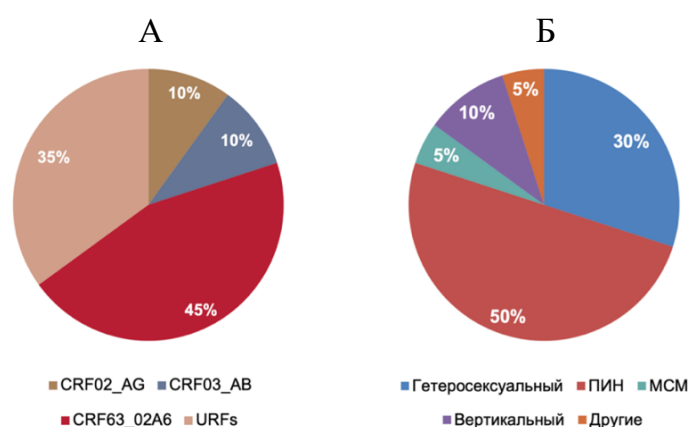 А
Б
10%
10%
45%
35%
30%
50%
5%
10%
5%
CRF02_AG CRF03_AB
CRF63_02A6 URFs
Гетеросексуальный ПИН МСМ
Вертикальный Другие